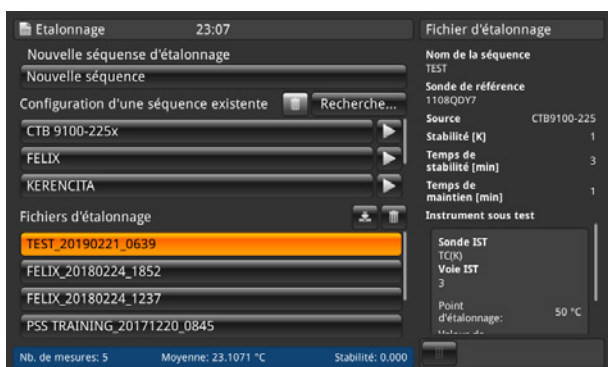 Etalonnage 23:07
Nouvelle séquense d'étalonnage
Nouvelle séquence
Configuration d'une séquence existente Recherche...
CTB 9100-225x
FELIX
KERENCITA
Fichiers d'étalonnage
TEST_20190221_0639
FELIX_20180224_1852
FELIX_20180224_1237
PSS TRAINING_20171220_0845
Nb. de mesures: 5 Moyenne: 23.1071 °C Stabilité: 0.000
Fichier d'étalonnage
Nom de la séquence
TEST
Sonde de référence
1108QDY7
Source CTB9100-225
Stabilité [K] 1
Temps de
stabilité [min] 3
Temps de
maintien [min] 1
Instrument sous test
Sonde IST
TC(K)
Voie IST
3
Point
d'étalonnage: 50 °C